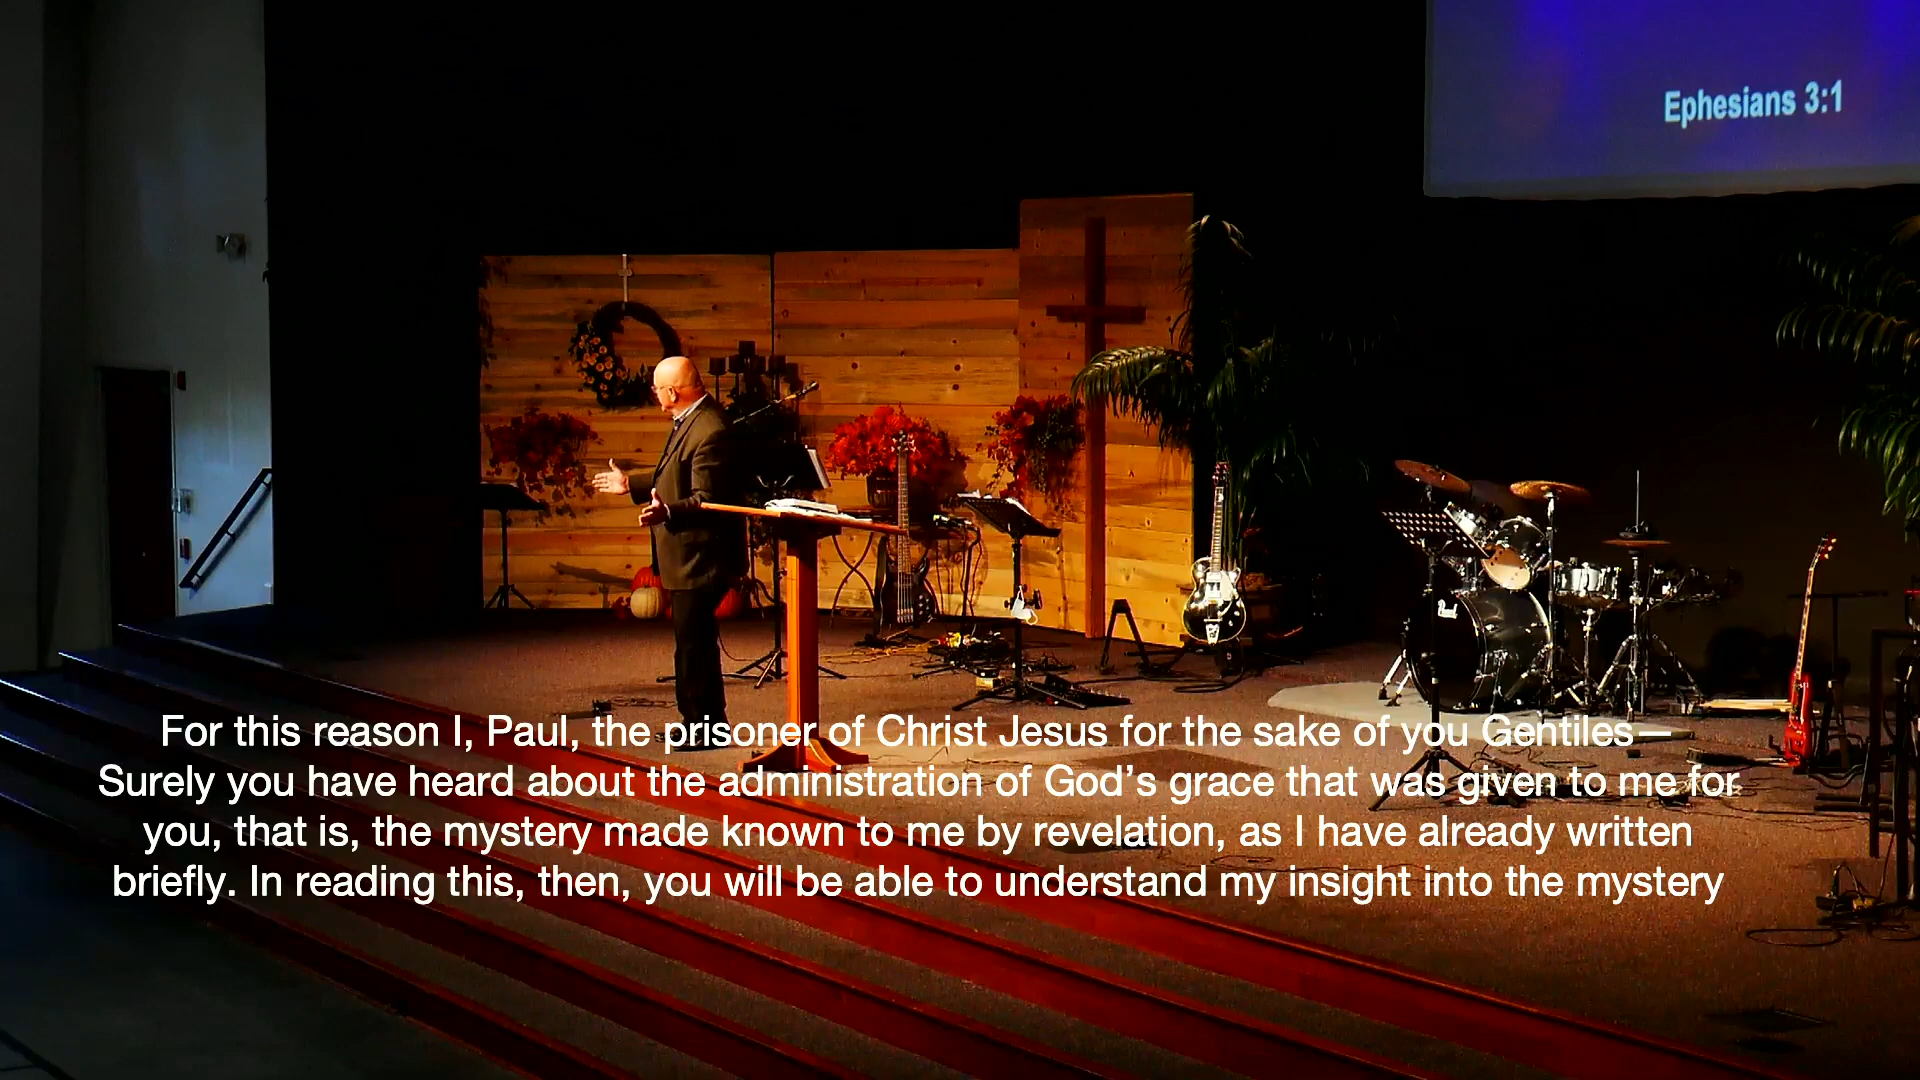 Ephesians 3:1
For this reason I, Paul, the prisoner of Christ Jesus for the sake of you Gentiles—
Surely you have heard about the administration of God’s grace that was given to me for
you, that is, the mystery made known to me by revelation, as I have already written
briefly. In reading this, then, you will be able to understand my insight into the mystery
Pearl